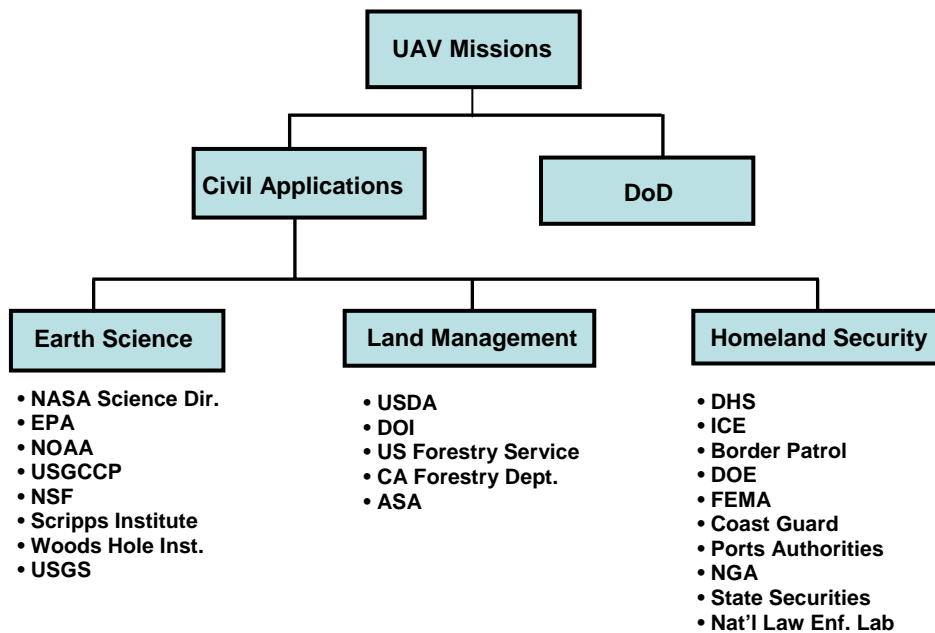 UAV Missions
Civil Applications
DoD
Earth Science
• NASA Science Dir.
• EPA
• NOAA
• USGCCP
• NSF
• Scripps Institute
• Woods Hole Inst.
• USGS
Land Management
• USDA
• DOI
• US Forestry Service
• CA Forestry Dept.
• ASA
Homeland Security
• DHS
• ICE
• Border Patrol
• DOE
• FEMA
• Coast Guard
• Ports Authorities
• NGA
• State Securities
• Nat’l Law Enf. Lab